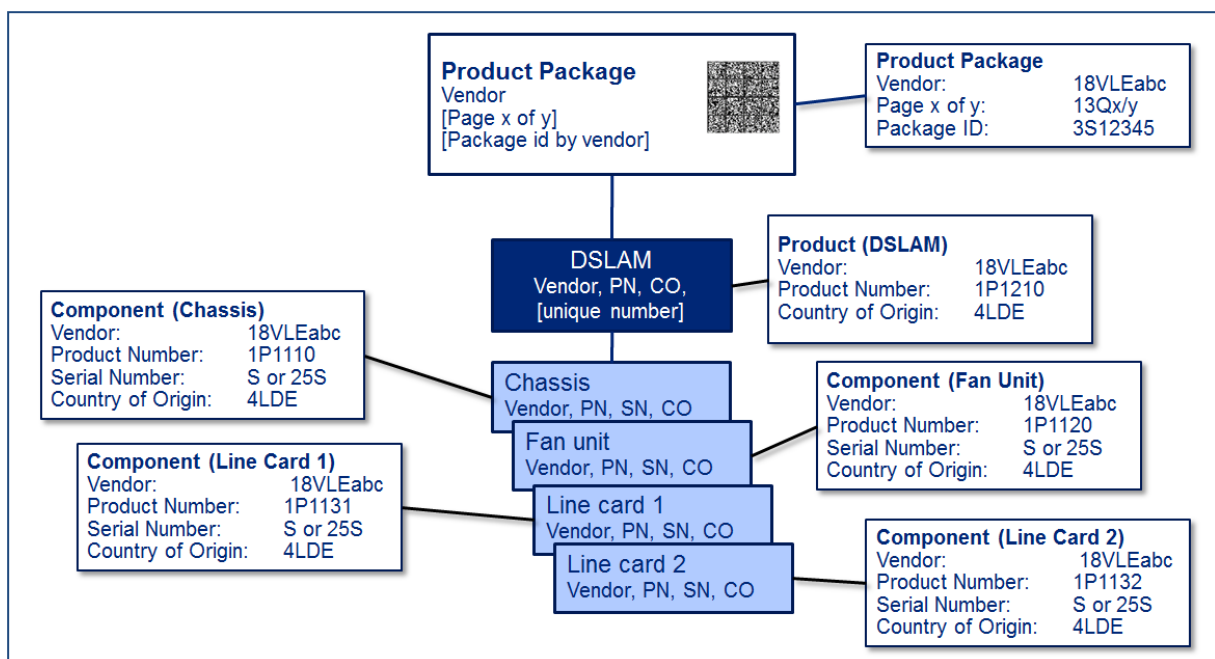 Product Package
Vendor
[Page x of y]
[Package id by vendor]
Product Package
Vendor: 18VLEabc
Page x of y: 13Qx/y
Package ID: 3S12345
DSLAM
Vendor, PN, CO,
[unique number]
Product (DSLAM)
Vendor: 18VLEabc
Product Number: 1P1210
Country of Origin: 4LDE
Component (Chassis)
Vendor: 18VLEabc
Product Number: 1P1110
Serial Number: S or 25S
Country of Origin: 4LDE
Chassis
Vendor, PN, SN, CO
Component (Fan Unit)
Vendor: 18VLEabc
Product Number: 1P1120
Serial Number: S or 25S
Country of Origin: 4LDE
Fan unit
Vendor, PN, SN, CO
Component (Line Card 1)
Vendor: 18VLEabc
Product Number: 1P1131
Serial Number: S or 25S
Country of Origin: 4LDE
Line card 1
Vendor, PN, SN, CO
Line card 2
Vendor, PN, SN, CO
Component (Line Card 2)
Vendor: 18VLEabc
Product Number: 1P1132
Serial Number: S or 25S
Country of Origin: 4LDE